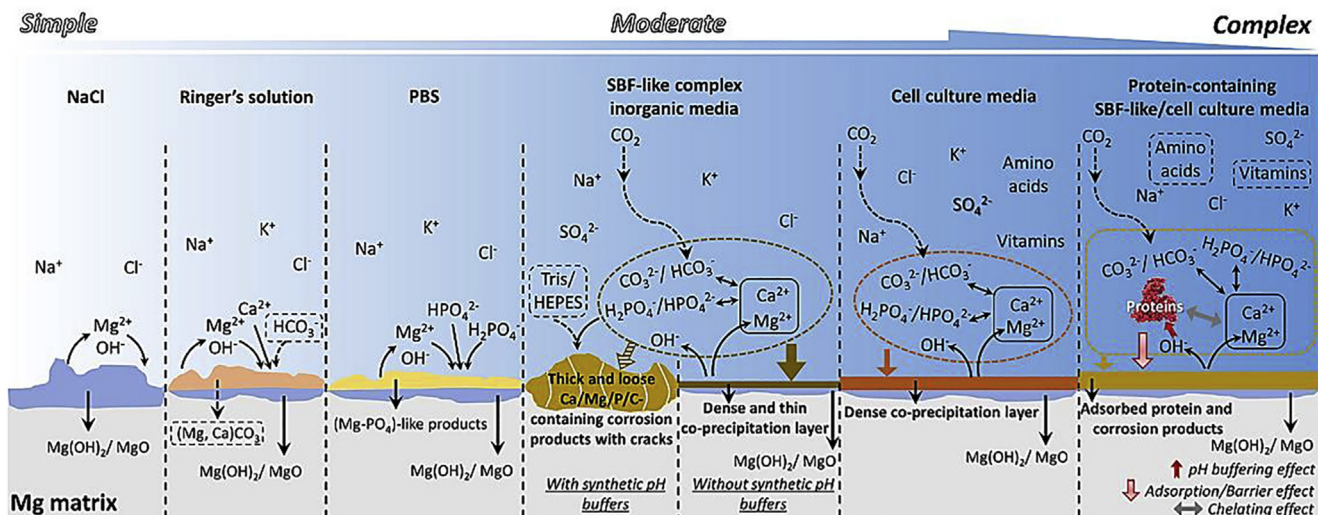 Simple
Moderate
Complex
NaCl
Na⁺
Cl⁻
Mg²⁺
OH⁻
Mg(OH)₂/ MgO
Mg matrix
Ringer's solution
K⁺
Na⁺
Cl⁻
Ca²⁺
Mg²⁺
HCO₃⁻
OH⁻
(Mg, Ca)CO₃
Mg(OH)₂/ MgO
PBS
K⁺
Na⁺
Cl⁻
HPO₄²⁻
Mg²⁺
H₂PO₄⁻
OH⁻
(Mg-PO₄)-like products
Mg(OH)₂/ MgO
SBF-like complex
inorganic media
CO₂
Na⁺
K⁺
SO₄²⁻
Cl⁻
Tris/
HEPES
CO₃²⁻/HCO₃⁻
H₂PO₄⁻/HPO₄²⁻
Ca²⁺
Mg²⁺
OH⁻
Thick and loose
Ca/Mg/P/C-
containing corrosion
products with cracks
With synthetic pH
buffers
Dense and thin
co-precipitation layer
Mg(OH)₂/ MgO
Without synthetic pH
buffers
Cell culture media
CO₂
K⁺
Cl⁻
Amino
acids
SO₄²⁻
Na⁺
Vitamins
CO₃²⁻/HCO₃⁻
H₂PO₄⁻/HPO₄²⁻
Ca²⁺
Mg²⁺
OH⁻
Dense co-precipitation layer
Mg(OH)₂/ MgO
Protein-containing
SBF-like/cell culture media
CO₂
Amino
acids
SO₄²⁻
Vitamins
Na⁺
Cl⁻
K⁺
CO₃²⁻/HCO₃⁻
H₂PO₄⁻/HPO₄²⁻
Proteins
Ca²⁺
Mg²⁺
OH⁻
Adsorbed protein and
corrosion products
Mg(OH)₂/ MgO
pH buffering effect
Adsorption/Barrier effect
Chelating effect